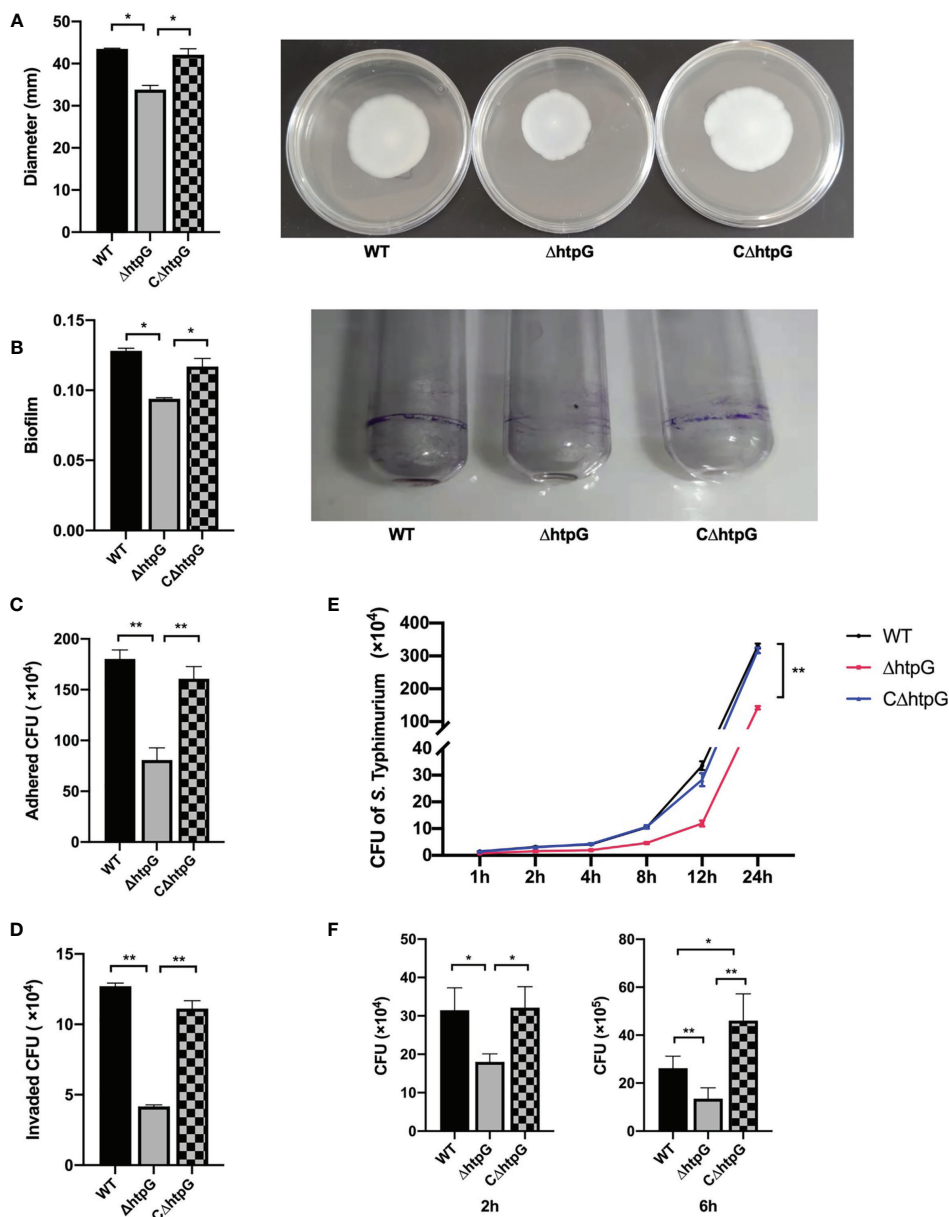 A
Diameter (mm)
50
40
30
20
10
0
*
*
WT
ΔhtpG
CΔhtpG
WT
ΔhtpG
CΔhtpG
B
Biofilm
0.15
0.10
0.05
0.00
*
*
WT
ΔhtpG
CΔhtpG
WT
ΔhtpG
CΔhtpG
C
Adhered CFU ( ×10⁴)
200
150
100
50
0
**
**
WT
ΔhtpG
CΔhtpG
E
CFU of S. Typhimurium (×10⁴)
400
300
200
100
40
30
20
10
0
1h 2h 4h 8h 12h 24h
**
WT
ΔhtpG
CΔhtpG
D
Invaded CFU ( ×10⁴)
15
10
5
0
**
**
WT
ΔhtpG
CΔhtpG
F
CFU (×10⁴)
50
40
30
20
10
0
*
*
WT
ΔhtpG
CΔhtpG
2h
CFU (×10⁵)
80
60
40
20
0
*
**
**
WT
ΔhtpG
CΔhtpG
6h